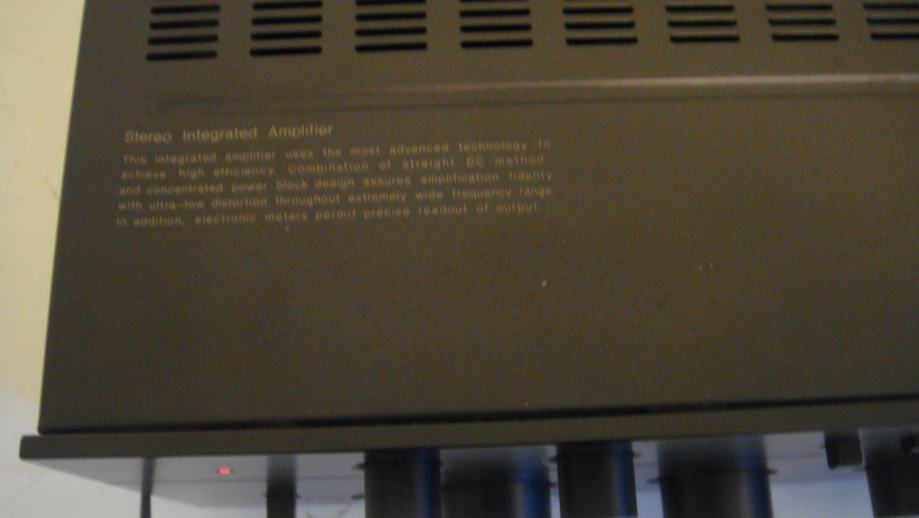 Stereo Integrated Amplifier
This integrated amplifier uses the most advanced technology to
achieve high efficiency. Combination of straight DC method
and concentrated power block design assures amplification fidelity
with ultra-low distortion throughout extremely wide frequency range.
In addition, electronic meters permit precise readout of output.